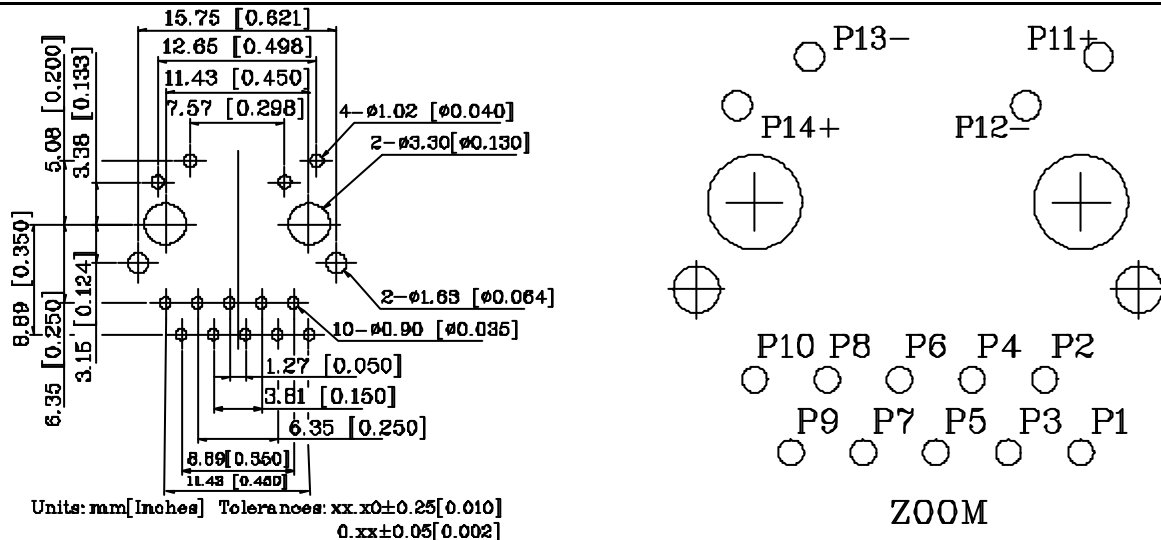 15.75 [0.621]
12.65 [0.498]
11.43 [0.450]
7.57 [0.298]
5.08 [0.200]
3.38 [0.133]
4-ø1.02 [ø0.040]
2-ø3.30[ø0.130]
8.89 [0.350]
6.35 [0.250]
3.15 [0.124]
2-ø1.63 [ø0.064]
10-ø0.90 [ø0.035]
1.27 [0.050]
3.81 [0.150]
6.35 [0.250]
8.89[0.350]
11.43 [0.450]
Units: mm[Inches] Tolerances: xx.x0±0.25[0.010]
0.xx±0.05[0.002]
P13- P11+
P14+ P12-
P10 P8 P6 P4 P2
P9 P7 P5 P3 P1
ZOOM